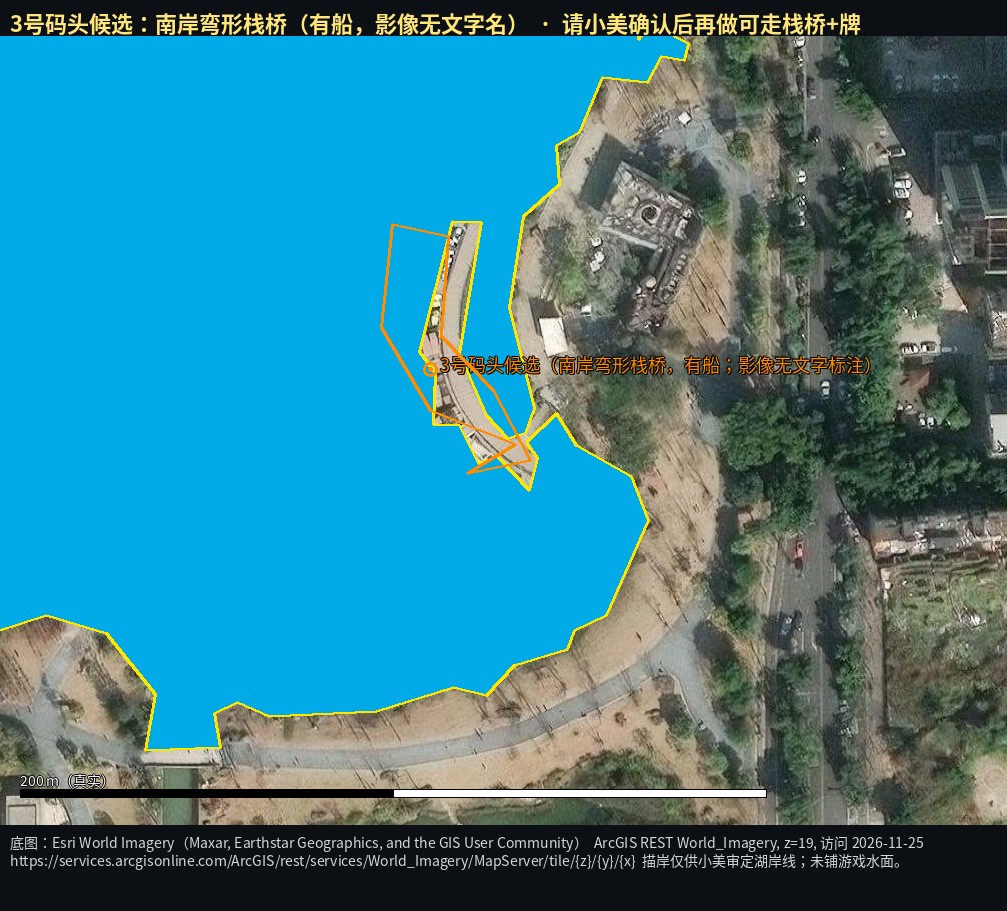 3号码头候选：南岸弯形栈桥（有船，影像无文字名） · 请小美确认后再做可走栈桥+牌
3号码头候选（南岸弯形栈桥，有船；影像无文字标注）
200 m（真实）
底图：Esri World Imagery（Maxar, Earthstar Geographics, and the GIS User Community） ArcGIS REST World_Imagery, z=19, 访问 2026-11-25
https://services.arcgisonline.com/ArcGIS/rest/services/World_Imagery/MapServer/tile/{z}/{y}/{x} 描岸仅供小美审定湖岸线；未铺游戏水面。